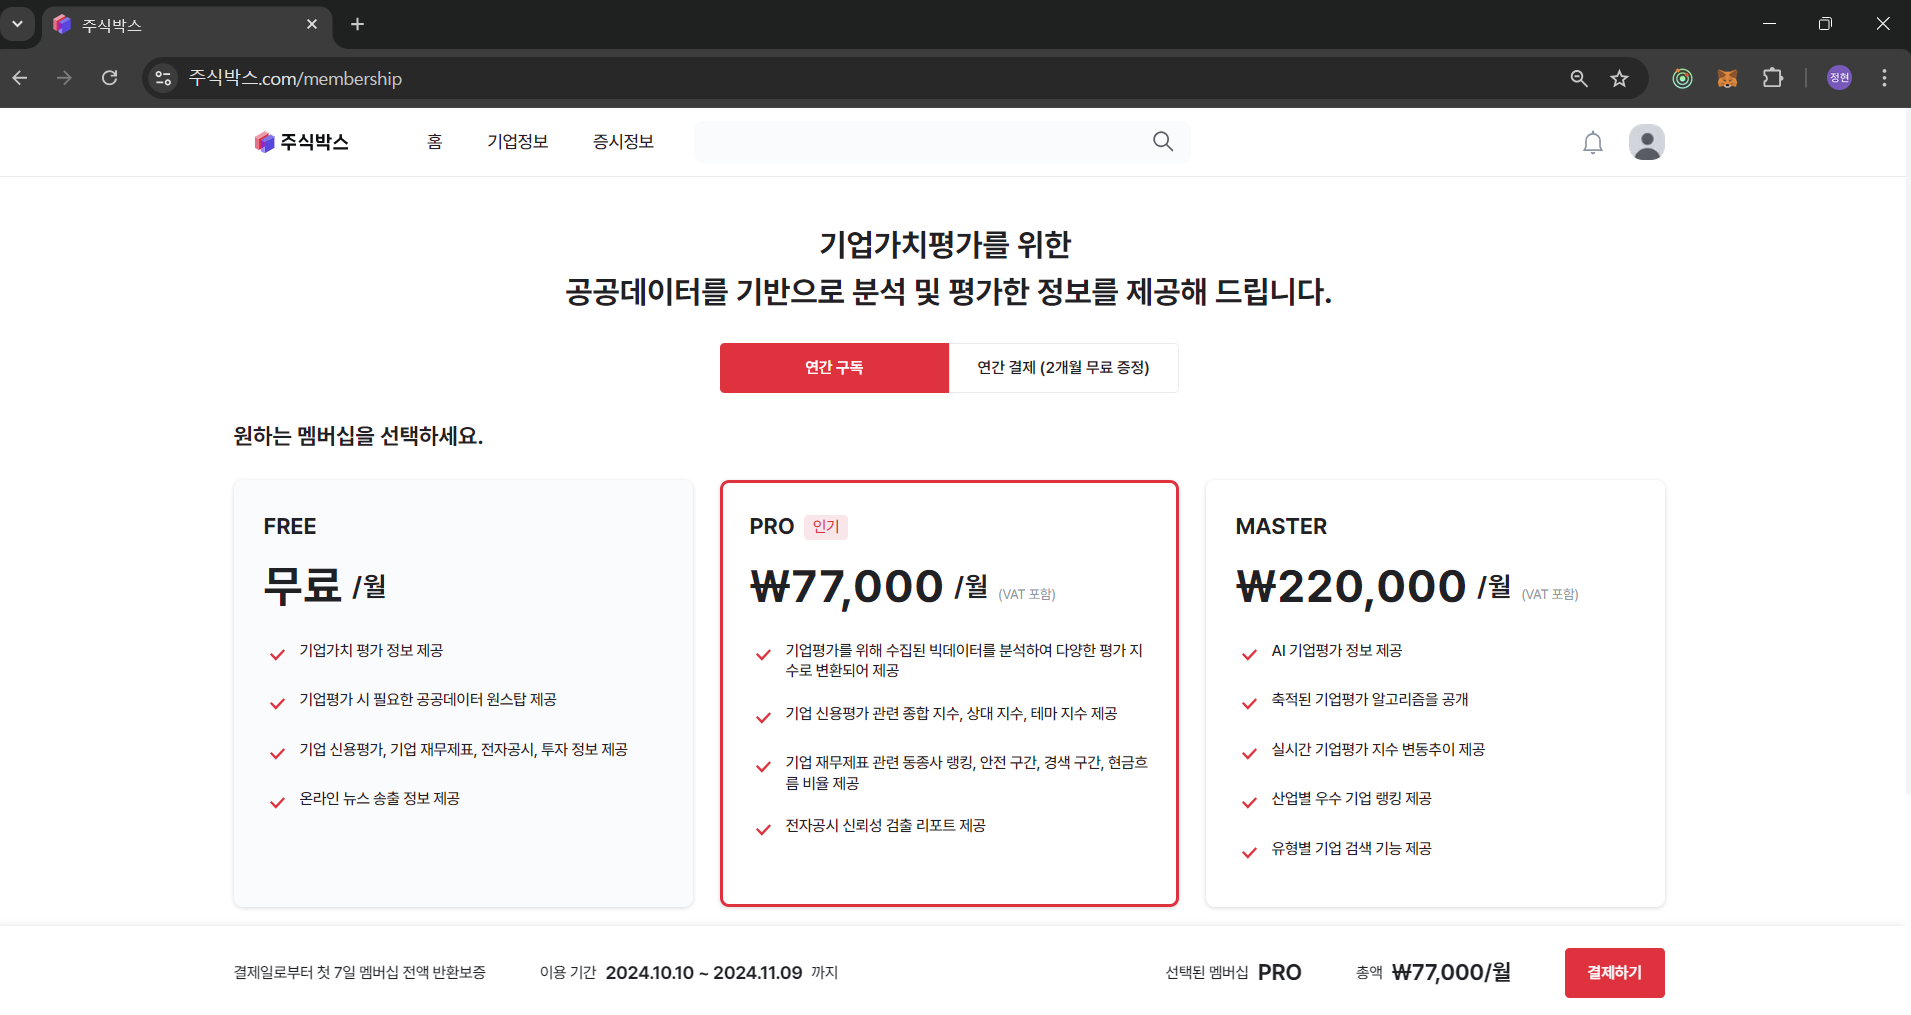 주식박스
주식박스.com/membership
정현
주식박스 홈 기업정보 증시정보
기업가치평가를 위한
공공데이터를 기반으로 분석 및 평가한 정보를 제공해 드립니다.
연간 구독 연간 결제 (2개월 무료 증정)
원하는 멤버십을 선택하세요.
FREE
무료 /월
기업가치 평가 정보 제공
기업평가 시 필요한 공공데이터 원스탑 제공
기업 신용평가, 기업 재무제표, 전자공시, 투자 정보 제공
온라인 뉴스 송출 정보 제공
PRO 인기
₩77,000 /월 (VAT 포함)
기업평가를 위해 수집된 빅데이터를 분석하여 다양한 평가 지
수로 변환되어 제공
기업 신용평가 관련 종합 지수, 상대 지수, 테마 지수 제공
기업 재무제표 관련 동종사 랭킹, 안전 구간, 경색 구간, 현금흐
름 비율 제공
전자공시 신뢰성 검출 리포트 제공
MASTER
₩220,000 /월 (VAT 포함)
AI 기업평가 정보 제공
축적된 기업평가 알고리즘을 공개
실시간 기업평가 지수 변동추이 제공
산업별 우수 기업 랭킹 제공
유형별 기업 검색 기능 제공
결제일로부터 첫 7일 멤버십 전액 반환보증 이용 기간 2024.10.10 ~ 2024.11.09 까지 선택된 멤버십 PRO 총액 ₩77,000/월 결제하기